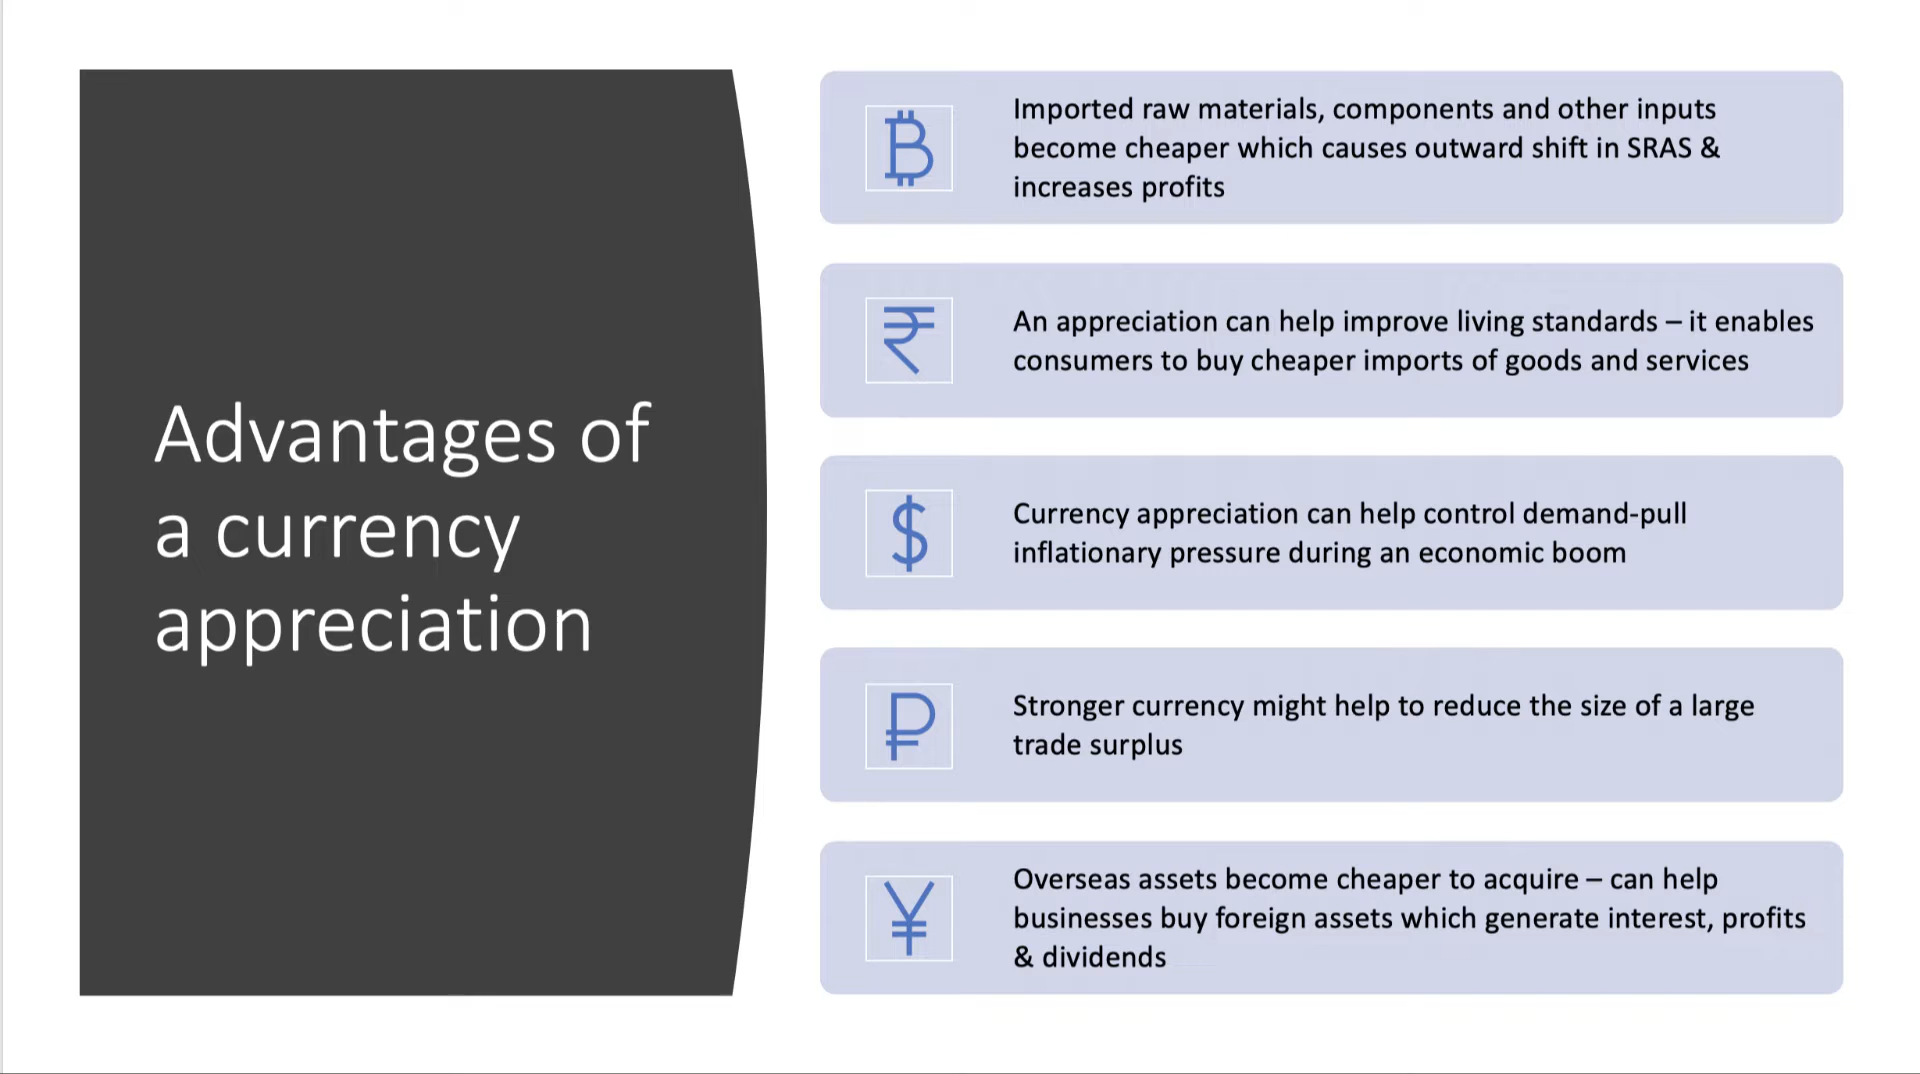 Advantages of
a currency
appreciation
Imported raw materials, components and other inputs
become cheaper which causes outward shift in SRAS &
increases profits
An appreciation can help improve living standards – it enables
consumers to buy cheaper imports of goods and services
Currency appreciation can help control demand-pull
inflationary pressure during an economic boom
Stronger currency might help to reduce the size of a large
trade surplus
Overseas assets become cheaper to acquire – can help
businesses buy foreign assets which generate interest, profits
& dividends